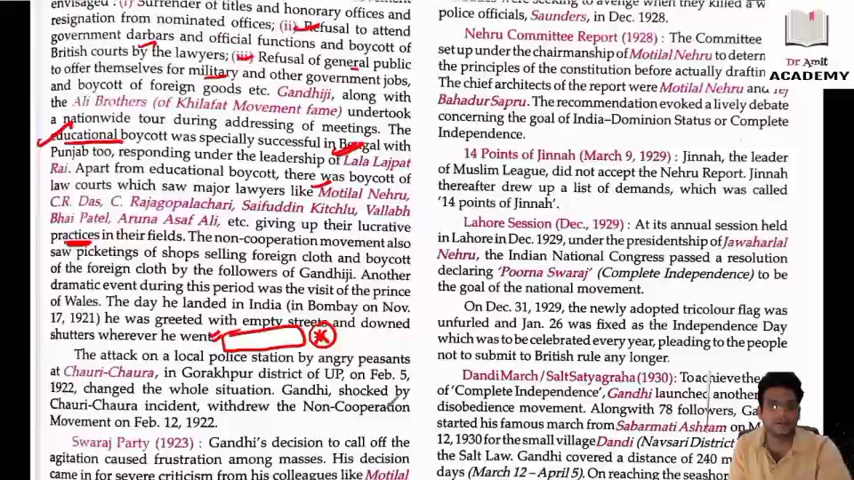 envisaged : (i) Surrender of titles and honorary offices and
resignation from nominated offices; (ii) Refusal to attend
government darbars and official functions and boycott of
British courts by the lawyers; (iii) Refusal of general public
to offer themselves for military and other government jobs,
and boycott of foreign goods etc. Gandhiji, along with
the Ali Brothers (of Khilafat Movement fame) undertook
a nationwide tour during addressing of meetings. The
educational boycott was specially successful in Bengal with
Punjab too, responding under the leadership of Lala Lajpat
Rai. Apart from educational boycott, there was boycott of
law courts which saw major lawyers like Motilal Nehru,
C.R. Das, C. Rajagopalachari, Saifuddin Kitchlu, Vallabh
Bhai Patel, Aruna Asaf Ali, etc. giving up their lucrative
practices in their fields. The non-cooperation movement also
saw picketings of shops selling foreign cloth and boycott
of the foreign cloth by the followers of Gandhiji. Another
dramatic event during this period was the visit of the prince
of Wales. The day he landed in India (in Bombay on Nov.
17, 1921) he was greeted with empty streets and downed
shutters wherever he went.
The attack on a local police station by angry peasants
at Chauri-Chaura, in Gorakhpur district of UP, on Feb. 5,
1922, changed the whole situation. Gandhi, shocked by
Chauri-Chaura incident, withdrew the Non-Cooperation
Movement on Feb. 12, 1922.
Swaraj Party (1923) : Gandhi's decision to call off the
agitation caused frustration among masses. His decision
came in for severe criticism from his colleagues like Motilal
police officials, Saunders, in Dec. 1928.
Nehru Committee Report (1928) : The Committee
set up under the chairmanship of Motilal Nehru to determ
the principles of the constitution before actually draftin
The chief architects of the report were Motilal Nehru and Tej
Bahadur Sapru. The recommendation evoked a lively debate
concerning the goal of India–Dominion Status or Complete
Independence.
14 Points of Jinnah (March 9, 1929) : Jinnah, the leader
of Muslim League, did not accept the Nehru Report. Jinnah
thereafter drew up a list of demands, which was called
'14 points of Jinnah'.
Lahore Session (Dec., 1929) : At its annual session held
in Lahore in Dec. 1929, under the presidentship of Jawaharlal
Nehru, the Indian National Congress passed a resolution
declaring 'Poorna Swaraj' (Complete Independence) to be
the goal of the national movement.
On Dec. 31, 1929, the newly adopted tricolour flag was
unfurled and Jan. 26 was fixed as the Independence Day
which was to be celebrated every year, pleading to the people
not to submit to British rule any longer.
Dandi March / Salt Satyagraha (1930) : To achieve the
of 'Complete Independence', Gandhi launched another
disobedience movement. Alongwith 78 followers, Ga
started his famous march from Sabarmati Ashram on M
12, 1930 for the small village Dandi (Navsari District
the Salt Law. Gandhi covered a distance of 240 m
days (March 12 – April 5). On reaching the seashor
Dr Amit
ACADEMY